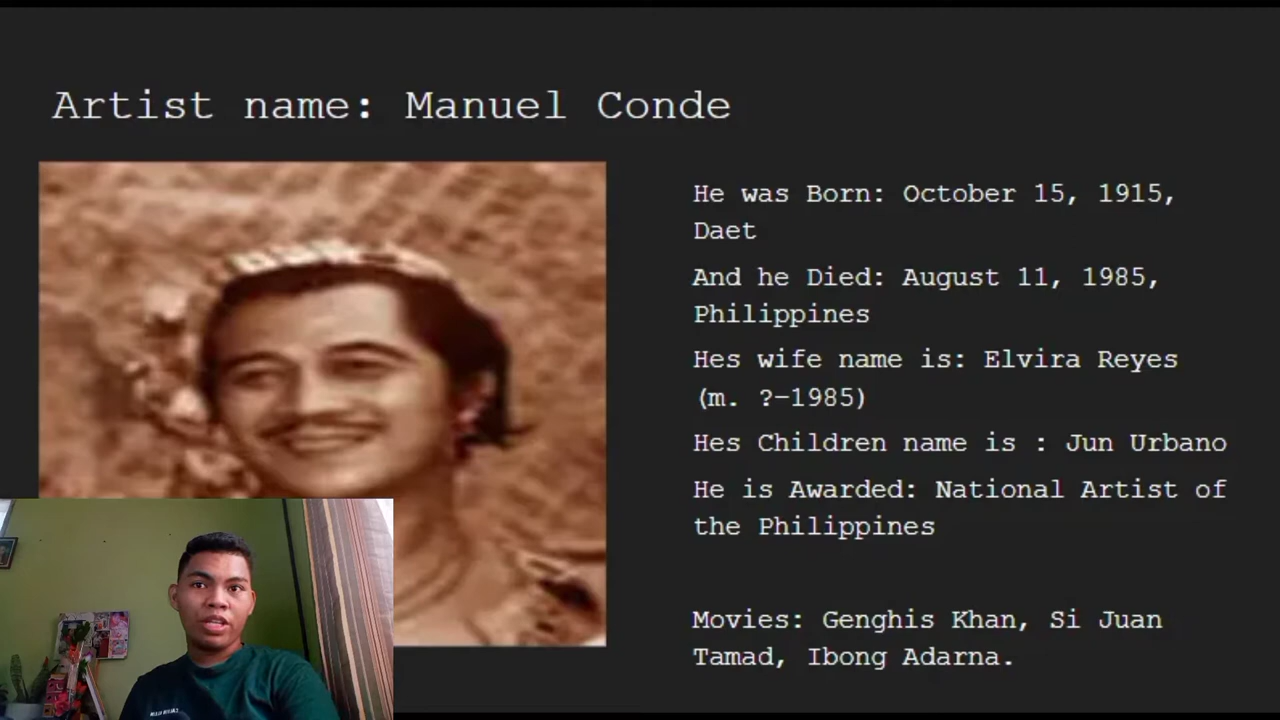 Artist name: Manuel Conde
He was Born: October 15, 1915,
Daet
And he Died: August 11, 1985,
Philippines
Hes wife name is: Elvira Reyes
(m. ?–1985)
Hes Children name is : Jun Urbano
He is Awarded: National Artist of
the Philippines
Movies: Genghis Khan, Si Juan
Tamad, Ibong Adarna.